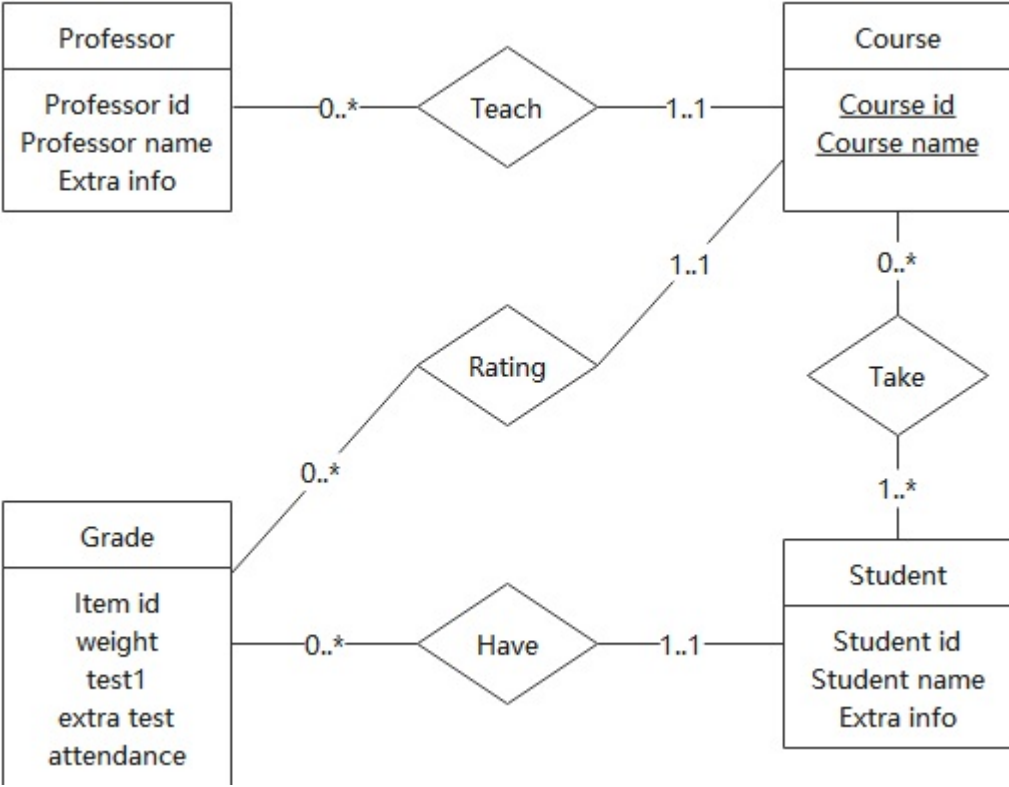 Professor
Professor id
Professor name
Extra info
0..*
Teach
1..1
Course
Course id
Course name
1..1
Rating
0..*
0..*
Take
1..*
Grade
Item id
weight
test1
extra test
attendance
0..*
Have
1..1
Student
Student id
Student name
Extra info